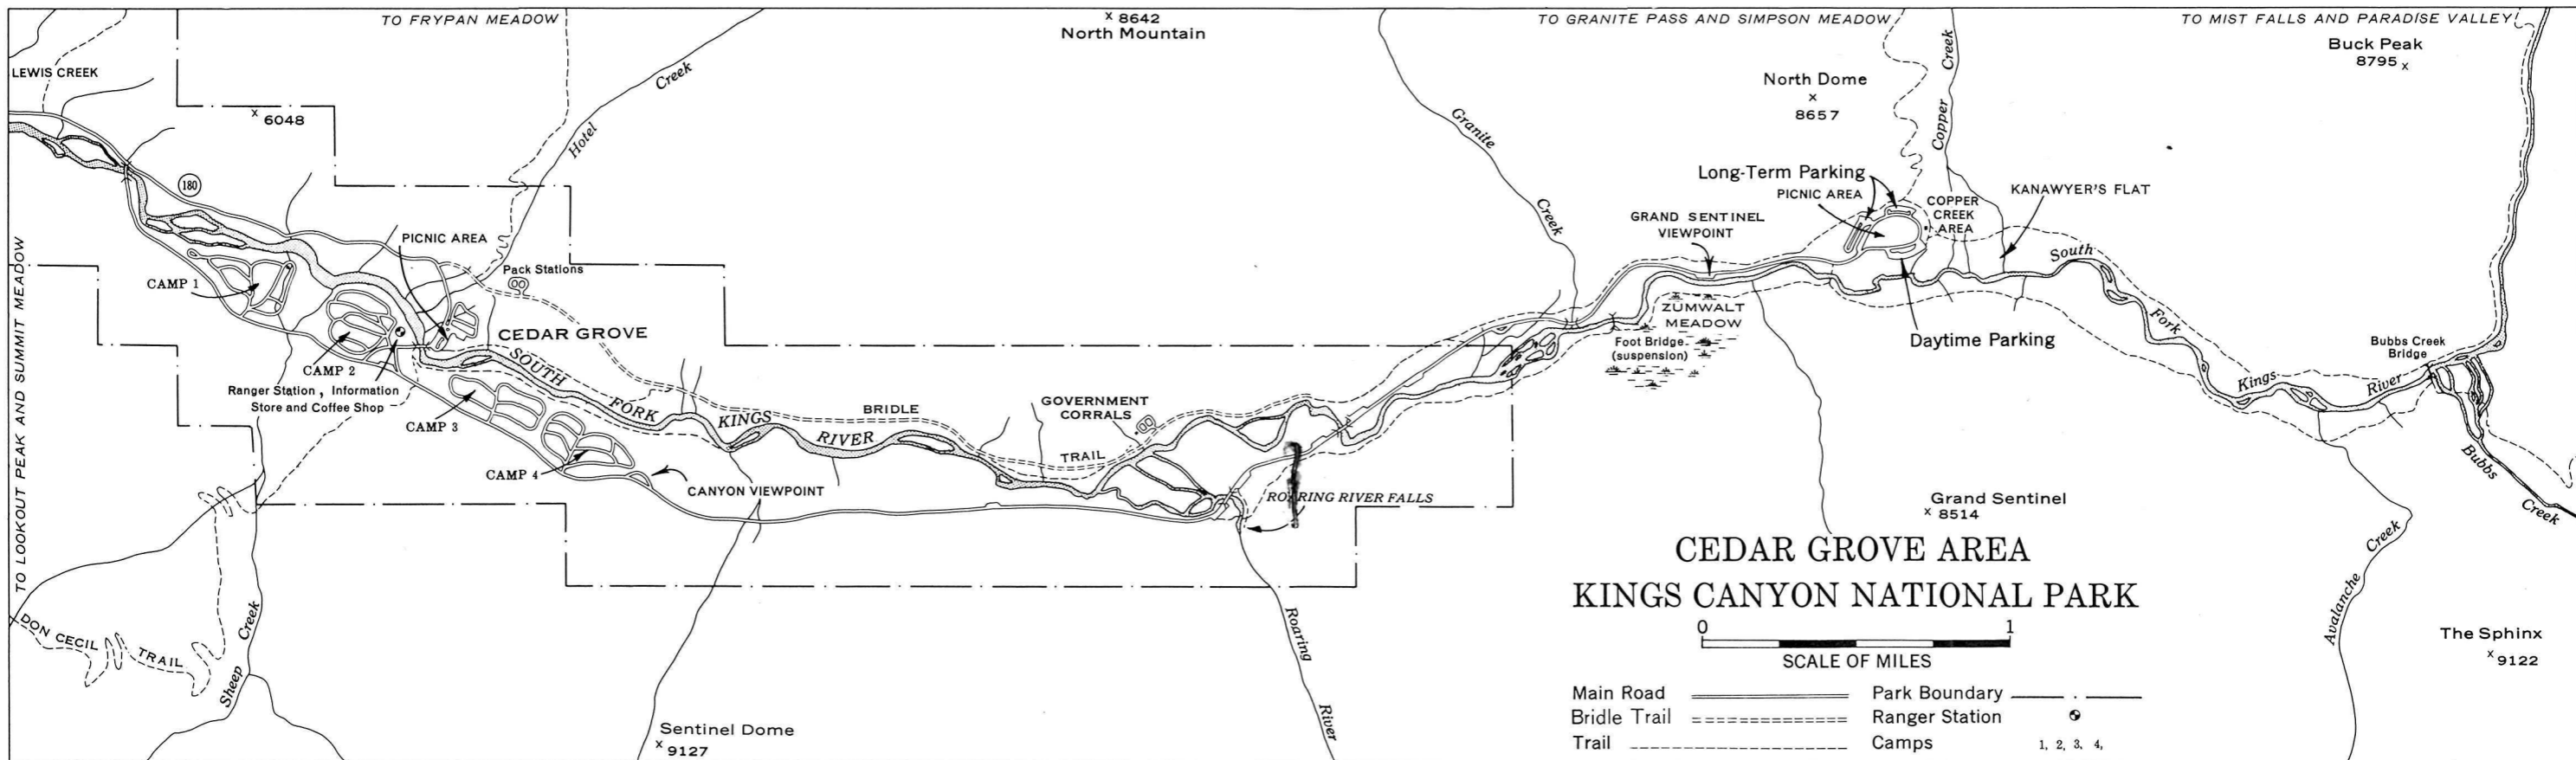 TO FRYPAN MEADOW
x 8642
North Mountain
TO GRANITE PASS AND SIMPSON MEADOW
TO MIST FALLS AND PARADISE VALLEY
Buck Peak
8795 x
LEWIS CREEK
North Dome
x
8657
Hotel Creek
Granite Creek
Copper Creek
x 6048
180
Long-Term Parking
PICNIC AREA
COPPER
CREEK
AREA
KANAWYER'S FLAT
GRAND SENTINEL
VIEWPOINT
PICNIC AREA
Pack Stations
CAMP 1
CEDAR GROVE
CAMP 2
Ranger Station, Information
Store and Coffee Shop
CAMP 3
CAMP 4
CANYON VIEWPOINT
SOUTH FORK KINGS RIVER
BRIDLE TRAIL
GOVERNMENT
CORRALS
ROARING RIVER FALLS
ZUMWALT
MEADOW
Foot Bridge
(suspension)
Daytime Parking
South Fork Kings River
Bubbs Creek
Bridge
Bubbs Creek
TO LOOKOUT PEAK AND SUMMIT MEADOW
DON CECIL TRAIL
Sheep Creek
Sentinel Dome
x 9127
Roaring River
Grand Sentinel
x 8514
Avalanche Creek
The Sphinx
x 9122
CEDAR GROVE AREA
KINGS CANYON NATIONAL PARK
0 1
SCALE OF MILES
Main Road Park Boundary
Bridle Trail Ranger Station
Trail Camps 1, 2, 3, 4,